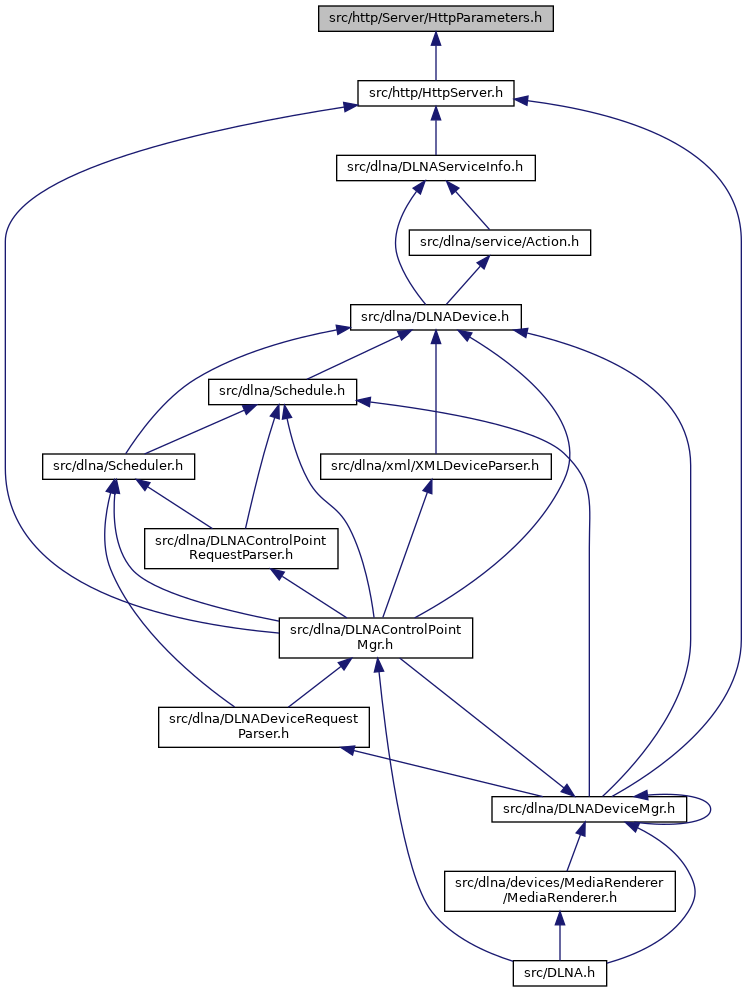 src/http/Server/HttpParameters.h
src/http/HttpServer.h
src/dlna/DLNAServiceInfo.h
src/dlna/service/Action.h
src/dlna/DLNADevice.h
src/dlna/Schedule.h
src/dlna/Scheduler.h
src/dlna/xml/XMLDeviceParser.h
src/dlna/DLNAControlPoint
RequestParser.h
src/dlna/DLNAControlPoint
Mgr.h
src/dlna/DLNADeviceRequest
Parser.h
src/dlna/DLNADeviceMgr.h
src/dlna/devices/MediaRenderer
/MediaRenderer.h
src/DLNA.h